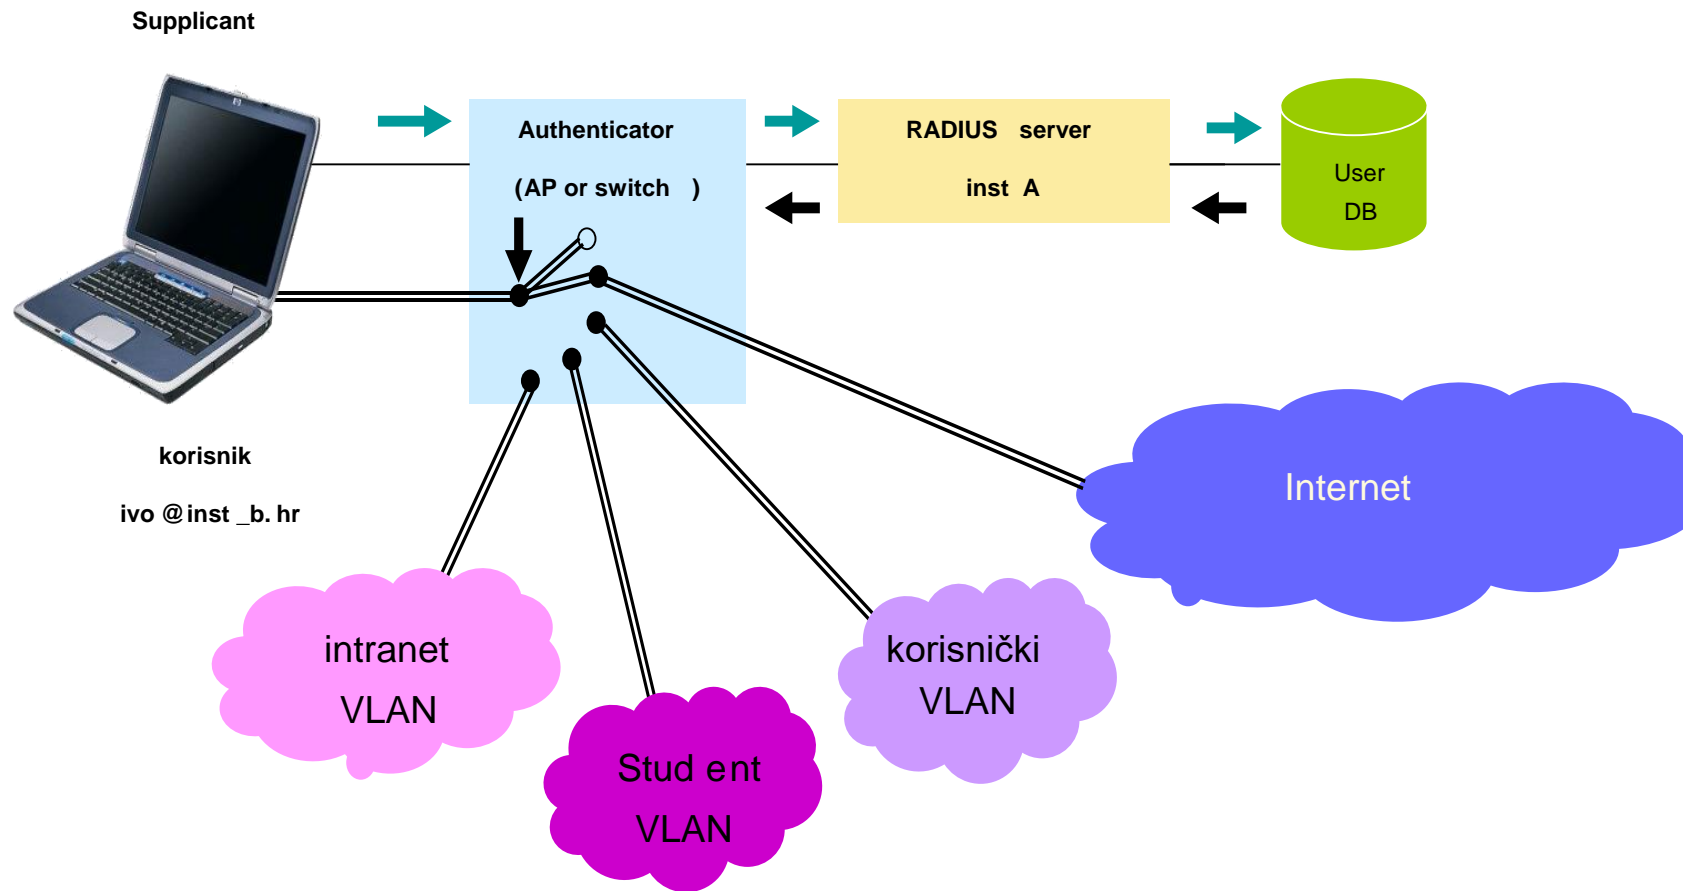 Supplicant
Authenticator
(AP or switch )
RADIUS server
inst A
User
DB
korisnik
ivo @ inst _b. hr
Internet
intranet
VLAN
korisnički
VLAN
Stud ent
VLAN